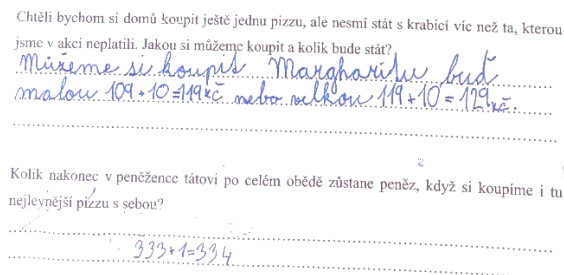 Chtěli bychom si domů koupit ještě jednu pizzu, ale nesmí stát s krabicí víc než ta, kterou
jsme v akci neplatili. Jakou si můžeme koupit a kolik bude stát?
Můžeme si koupit Margharitu buď
malou 109+10=119 kč nebo velkou 119+10=129 kč.
Kolik nakonec v peněžence tátovi po celém obědě zůstane peněz, když si koupíme i tu
nejlevnější pizzu s sebou?
333+1=334